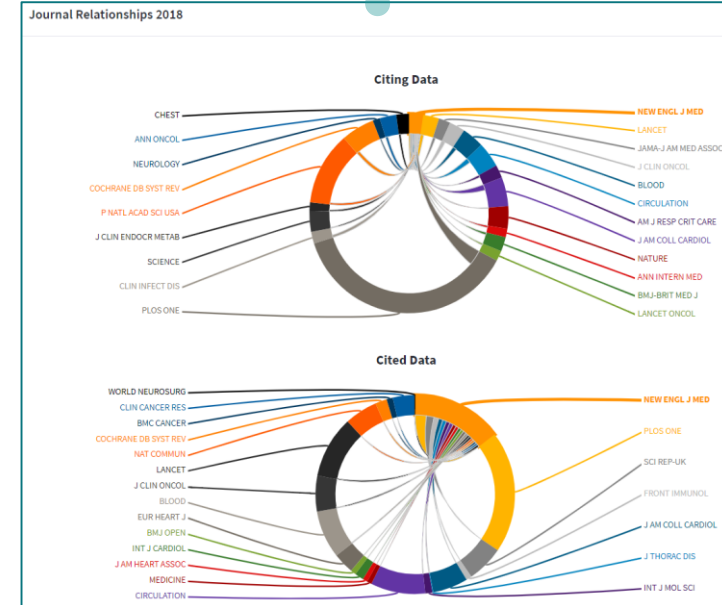 Journal Relationships 2018
Citing Data
CHEST
ANN ONCOL
NEUROLOGY
COCHRANE DB SYST REV
P NATL ACAD SCI USA
J CLIN ENDOCR METAB
SCIENCE
CLIN INFECT DIS
PLOS ONE
NEW ENGL J MED
LANCET
JAMA-J AM MED ASSOC
J CLIN ONCOL
BLOOD
CIRCULATION
AM J RESP CRIT CARE
J AM COLL CARDIOL
NATURE
ANN INTERN MED
BMJ-BRIT MED J
LANCET ONCOL
Cited Data
WORLD NEUROSURG
CLIN CANCER RES
BMC CANCER
COCHRANE DB SYST REV
NAT COMMUN
LANCET
J CLIN ONCOL
BLOOD
EUR HEART J
BMJ OPEN
INT J CARDIOL
J AM HEART ASSOC
MEDICINE
CIRCULATION
NEW ENGL J MED
PLOS ONE
SCI REP-UK
FRONT IMMUNOL
J AM COLL CARDIOL
J THORAC DIS
INT J MOL SCI